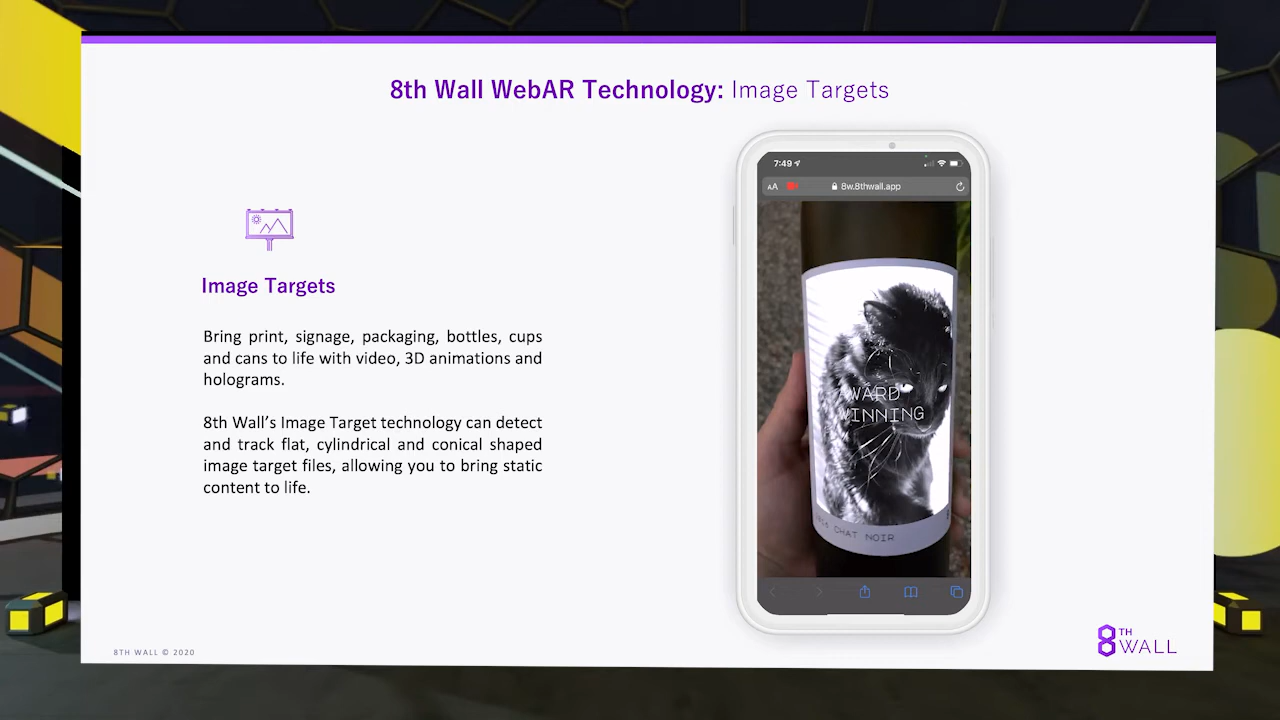 8th Wall WebAR Technology: Image Targets
Image Targets
Bring print, signage, packaging, bottles, cups
and cans to life with video, 3D animations and
holograms.
8th Wall's Image Target technology can detect
and track flat, cylindrical and conical shaped
image target files, allowing you to bring static
content to life.
7:49
AA
8w.8thwall.app
AWARD
WINNING
CHAT NOIR
8TH WALL © 2020
8TH
WALL